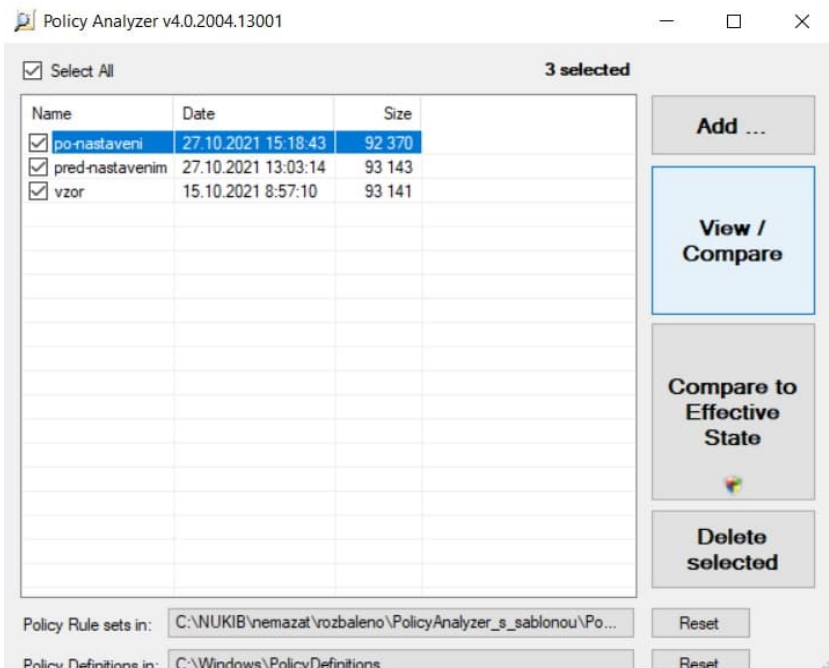 Policy Analyzer v4.0.2004.13001
Select All
3 selected
Name Date Size
po-nastaveni 27.10.2021 15:18:43 92 370
pred-nastavenim 27.10.2021 13:03:14 93 143
vzor 15.10.2021 8:57:10 93 141
Add ...
View /
Compare
Compare to
Effective
State
Delete
selected
Policy Rule sets in: C:\NUKIB\nemazat\rozbaleno\PolicyAnalyzer_s_sablonou\Po... Reset
Policy Definitions in: C:\Windows\PolicyDefinitions Reset